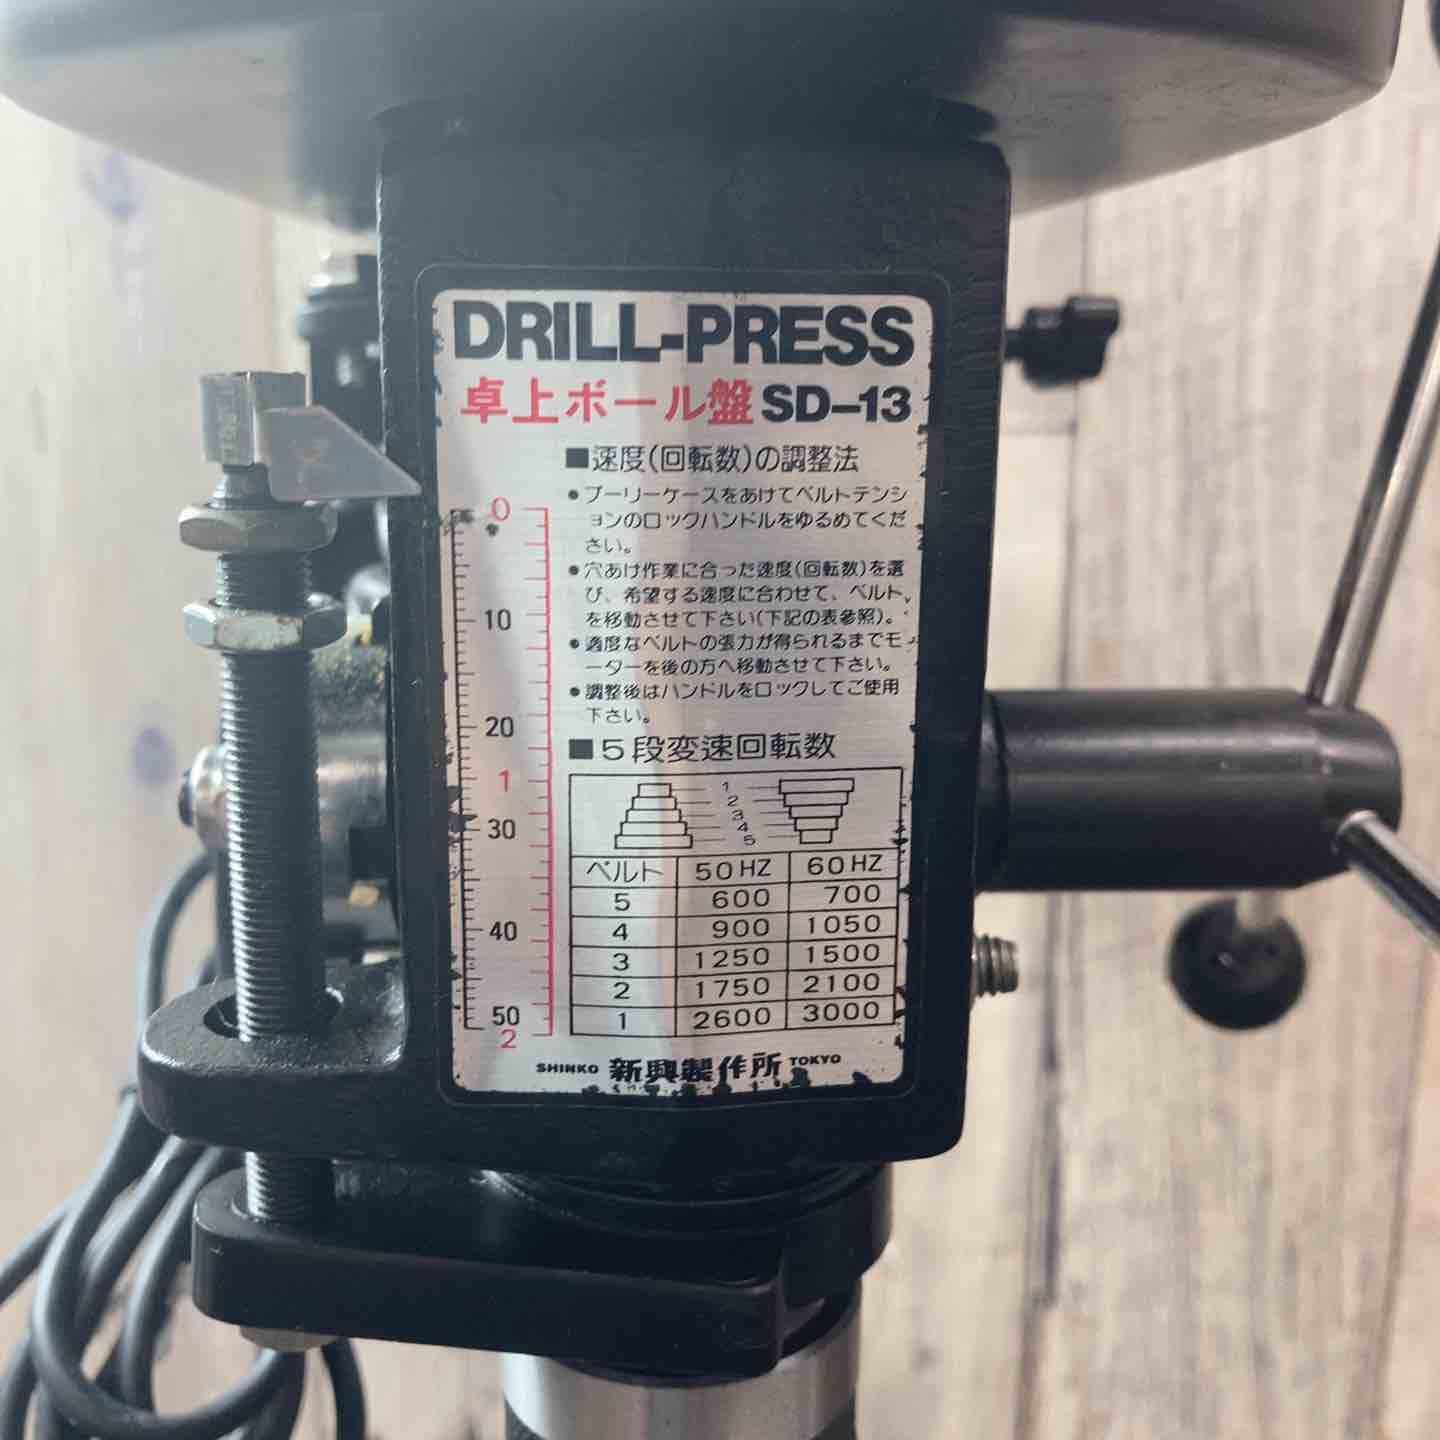 DRILL-PRESS
卓上ボール盤 SD-13
■速度(回転数)の調整法
●プーリーケースをあけてベルトテンシ
ョンのロックハンドルをゆるめてくだ
さい。
●穴あけ作業に合った速度(回転数)を選
び、希望する速度に合わせて、ベルト
を移動させて下さい(下記の表参照)。
●適度なベルトの張力が得られるまでモ
ーターを後の方へ移動させて下さい。
●調整後はハンドルをロックしてご使用
下さい。
0
10
20
1
30
40
50
2
■5段変速回転数
1
2
3
4
5
ベルト 50HZ 60HZ
5 600 700
4 900 1050
3 1250 1500
2 1750 2100
1 2600 3000
SHINKO 新興製作所 TOKYO